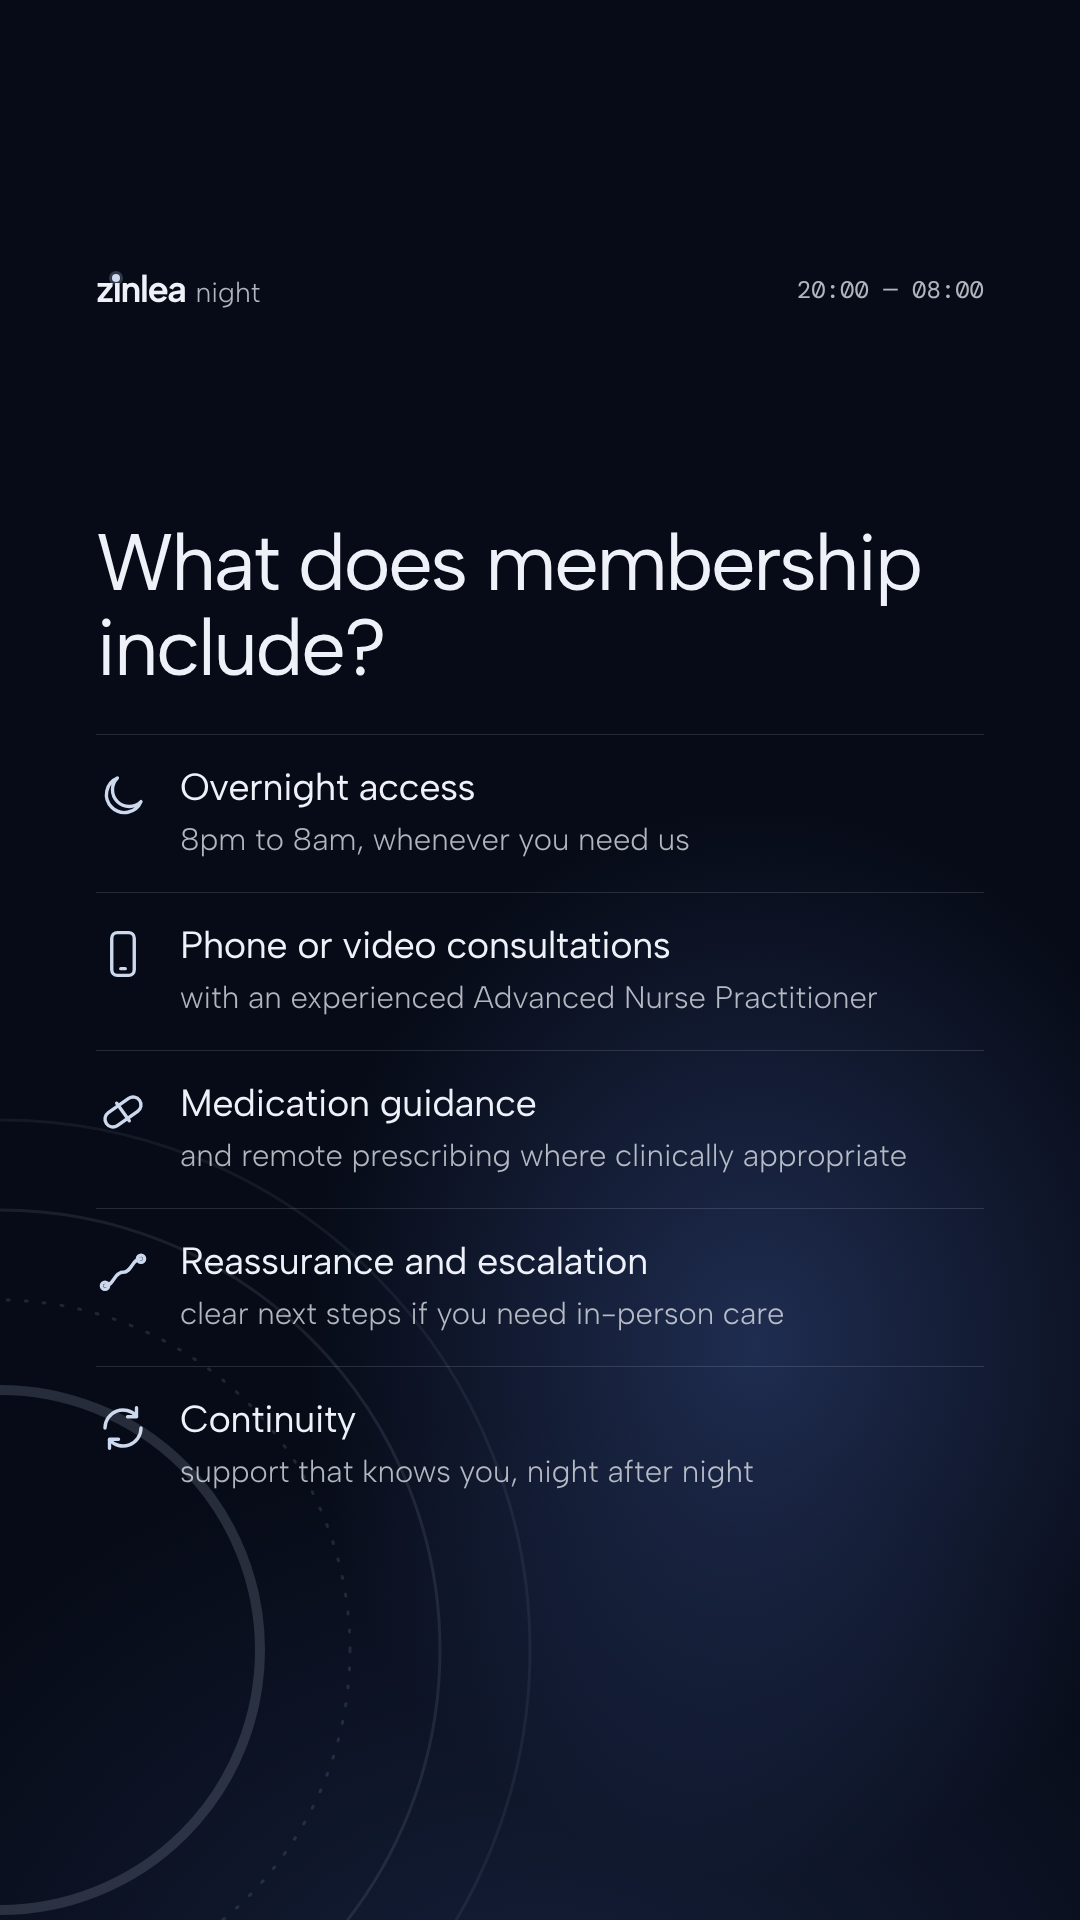 zinlea night
20:00 — 08:00
What does membership
include?
Overnight access
8pm to 8am, whenever you need us
Phone or video consultations
with an experienced Advanced Nurse Practitioner
Medication guidance
and remote prescribing where clinically appropriate
Reassurance and escalation
clear next steps if you need in-person care
Continuity
support that knows you, night after night